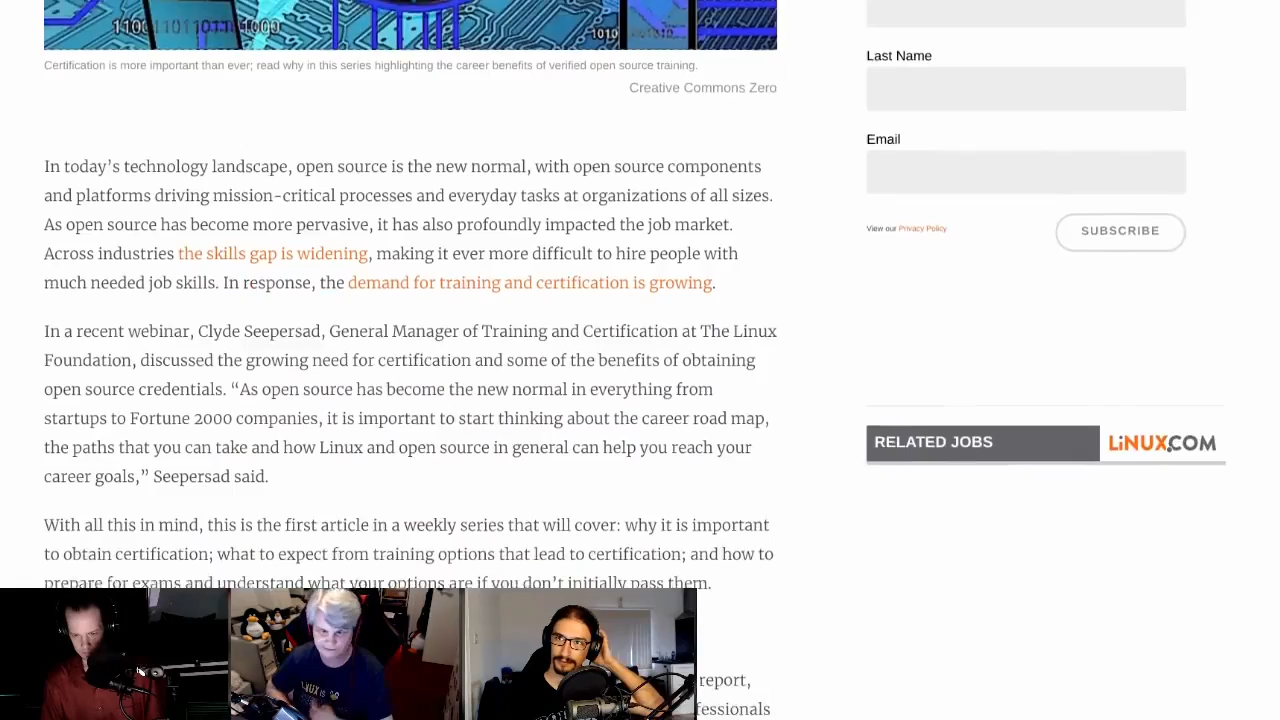 110011011011000
1010
Certification is more important than ever; read why in this series highlighting the career benefits of verified open source training.
Creative Commons Zero
In today’s technology landscape, open source is the new normal, with open source components
and platforms driving mission-critical processes and everyday tasks at organizations of all sizes.
As open source has become more pervasive, it has also profoundly impacted the job market.
Across industries the skills gap is widening, making it ever more difficult to hire people with
much needed job skills. In response, the demand for training and certification is growing.
In a recent webinar, Clyde Seepersad, General Manager of Training and Certification at The Linux
Foundation, discussed the growing need for certification and some of the benefits of obtaining
open source credentials. “As open source has become the new normal in everything from
startups to Fortune 2000 companies, it is important to start thinking about the career road map,
the paths that you can take and how Linux and open source in general can help you reach your
career goals,” Seepersad said.
With all this in mind, this is the first article in a weekly series that will cover: why it is important
to obtain certification; what to expect from training options that lead to certification; and how to
prepare for exams and understand what your options are if you don’t initially pass them.
report,
fessionals
Last Name
Email
View our Privacy Policy
SUBSCRIBE
RELATED JOBS
LiNUX.COM